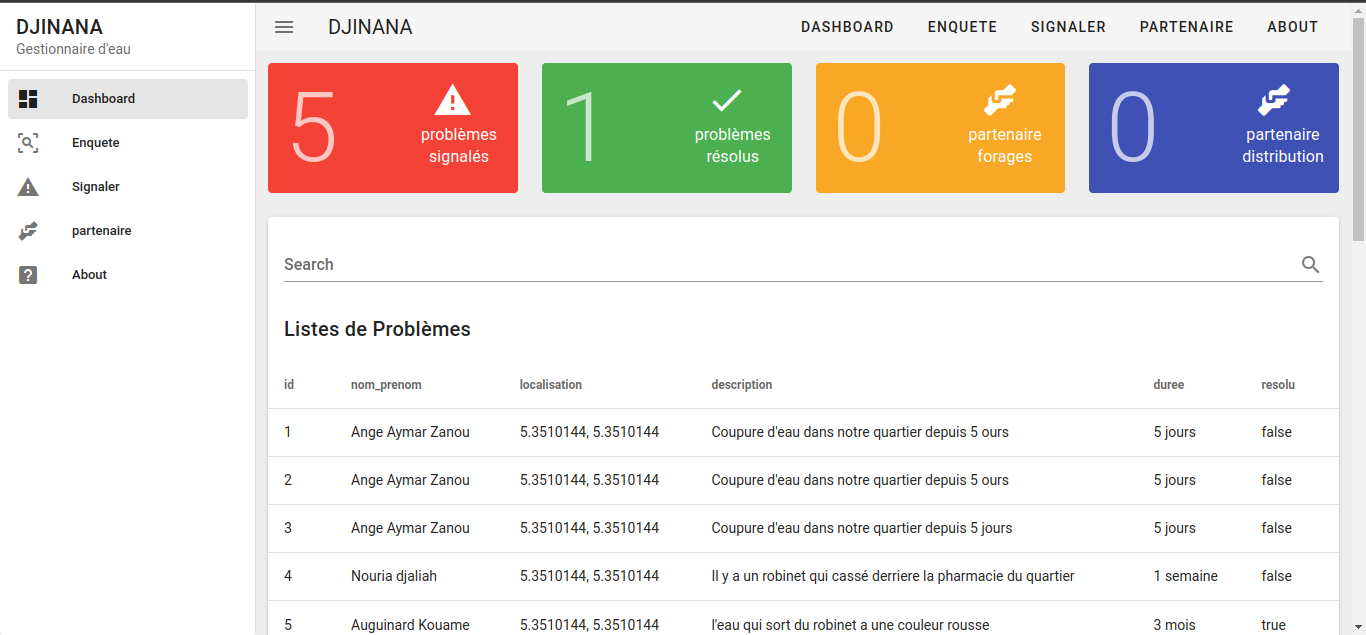 DJINANA
Gestionnaire d'eau
Dashboard
Enquete
Signaler
partenaire
About
DJINANA
DASHBOARD ENQUETE SIGNALER PARTENAIRE ABOUT
5
problèmes
signalés
1
problèmes
résolus
0
partenaire
forages
0
partenaire
distribution
Search
Listes de Problèmes
id nom_prenom localisation description duree resolu
1 Ange Aymar Zanou 5.3510144, 5.3510144 Coupure d'eau dans notre quartier depuis 5 ours 5 jours false
2 Ange Aymar Zanou 5.3510144, 5.3510144 Coupure d'eau dans notre quartier depuis 5 ours 5 jours false
3 Ange Aymar Zanou 5.3510144, 5.3510144 Coupure d'eau dans notre quartier depuis 5 jours 5 jours false
4 Nouria djaliah 5.3510144, 5.3510144 Il y a un robinet qui cassé derriere la pharmacie du quartier 1 semaine false
5 Auguinard Kouame 5.3510144, 5.3510144 l'eau qui sort du robinet a une couleur rousse 3 mois true